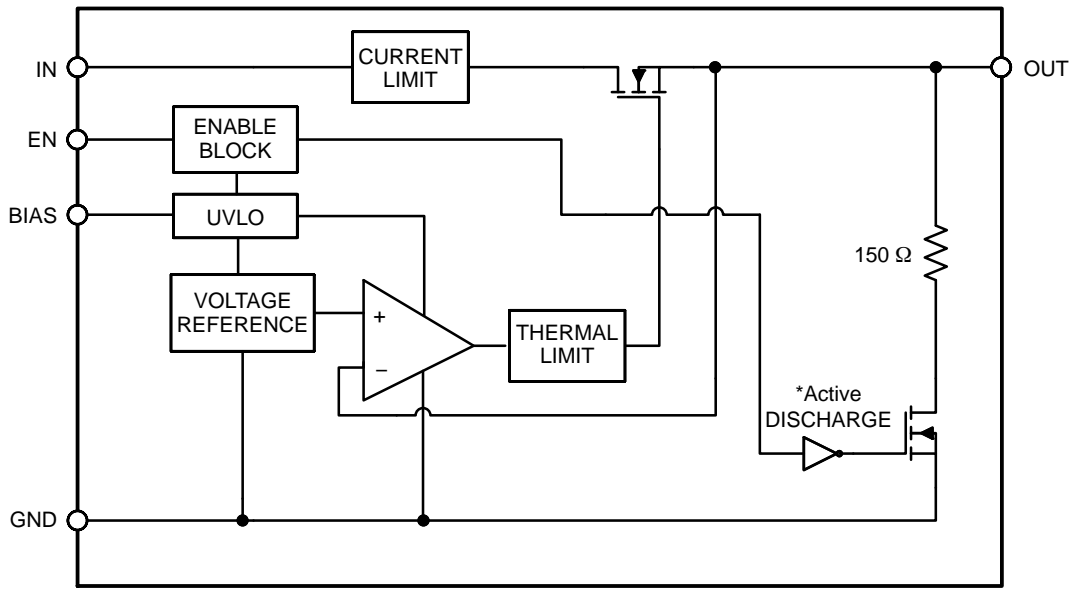 IN
CURRENT
LIMIT
OUT
EN
ENABLE
BLOCK
BIAS
UVLO
150 Ω
VOLTAGE
REFERENCE
+
–
THERMAL
LIMIT
*Active
DISCHARGE
GND